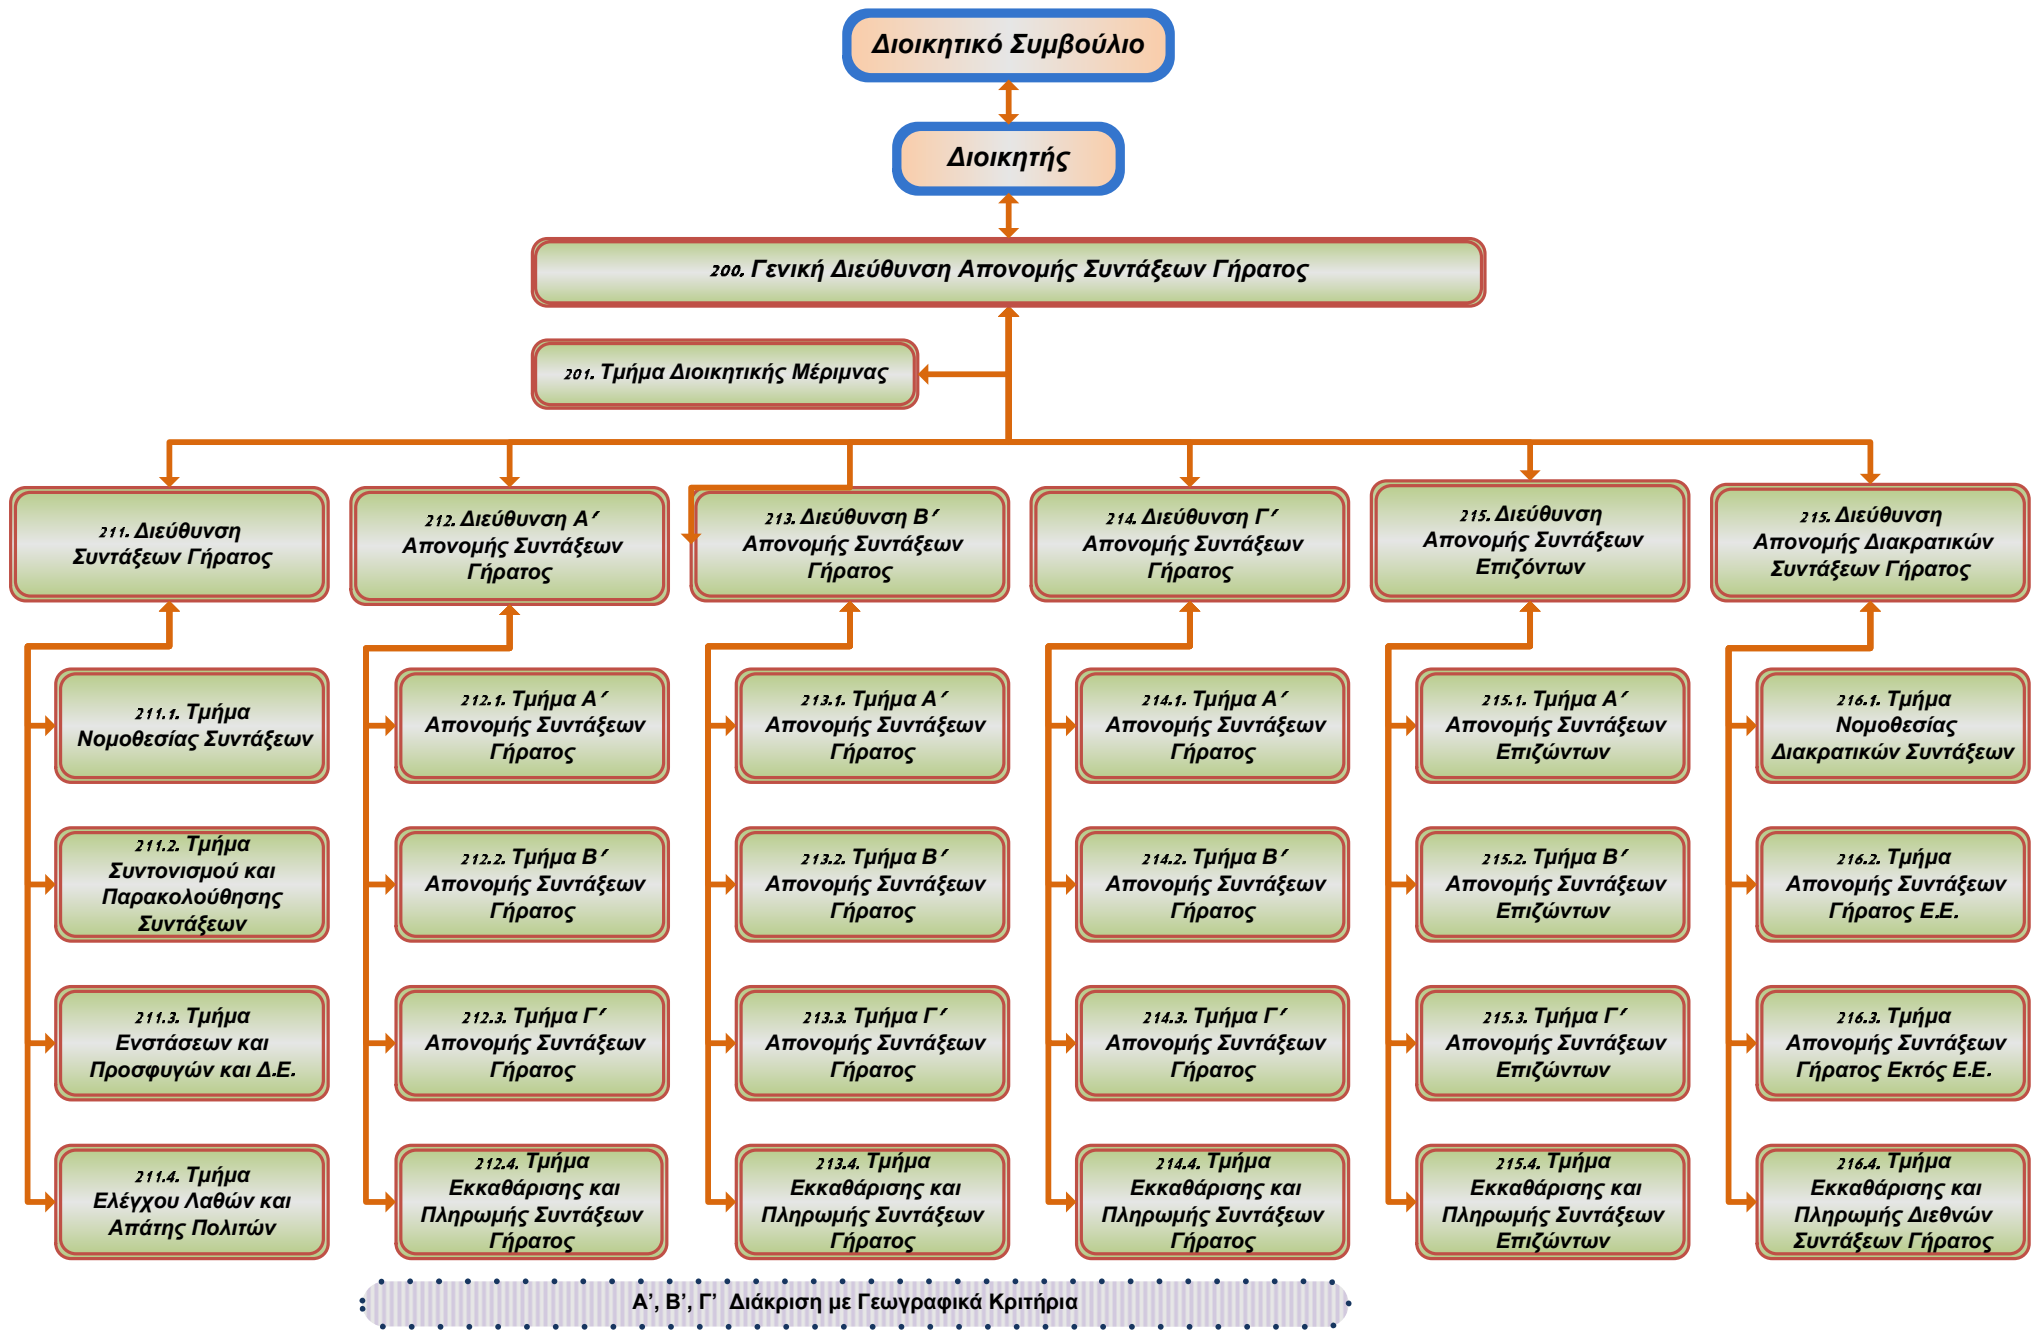 Διοικητικό Συμβούλιο
Διοικητής
200. Γενική Διεύθυνση Απονομής Συντάξεων Γήρατος
201. Τμήμα Διοικητικής Μέριμνας
211. Διεύθυνση
Συντάξεων Γήρατος
212. Διεύθυνση Α′
Απονομής Συντάξεων
Γήρατος
213. Διεύθυνση Β′
Απονομής Συντάξεων
Γήρατος
214. Διεύθυνση Γ′
Απονομής Συντάξεων
Γήρατος
215. Διεύθυνση
Απονομής Συντάξεων
Επιζόντων
215. Διεύθυνση
Απονομής Διακρατικών
Συντάξεων Γήρατος
211.1. Τμήμα
Νομοθεσίας Συντάξεων
212.1. Τμήμα Α′
Απονομής Συντάξεων
Γήρατος
213.1. Τμήμα Α′
Απονομής Συντάξεων
Γήρατος
214.1. Τμήμα Α′
Απονομής Συντάξεων
Γήρατος
215.1. Τμήμα Α′
Απονομής Συντάξεων
Επιζώντων
216.1. Τμήμα
Νομοθεσίας
Διακρατικών Συντάξεων
211.2. Τμήμα
Συντονισμού και
Παρακολούθησης
Συντάξεων
212.2. Τμήμα Β′
Απονομής Συντάξεων
Γήρατος
213.2. Τμήμα Β′
Απονομής Συντάξεων
Γήρατος
214.2. Τμήμα Β′
Απονομής Συντάξεων
Γήρατος
215.2. Τμήμα Β′
Απονομής Συντάξεων
Επιζώντων
216.2. Τμήμα
Απονομής Συντάξεων
Γήρατος Ε.Ε.
211.3. Τμήμα
Ενστάσεων και
Προσφυγών και Δ.Ε.
212.3. Τμήμα Γ′
Απονομής Συντάξεων
Γήρατος
213.3. Τμήμα Γ′
Απονομής Συντάξεων
Γήρατος
214.3. Τμήμα Γ′
Απονομής Συντάξεων
Γήρατος
215.3. Τμήμα Γ′
Απονομής Συντάξεων
Επιζώντων
216.3. Τμήμα
Απονομής Συντάξεων
Γήρατος Εκτός Ε.Ε.
211.4. Τμήμα
Ελέγχου Λαθών και
Απάτης Πολιτών
212.4. Τμήμα
Εκκαθάρισης και
Πληρωμής Συντάξεων
Γήρατος
213.4. Τμήμα
Εκκαθάρισης και
Πληρωμής Συντάξεων
Γήρατος
214.4. Τμήμα
Εκκαθάρισης και
Πληρωμής Συντάξεων
Γήρατος
215.4. Τμήμα
Εκκαθάρισης και
Πληρωμής Συντάξεων
Επιζώντων
216.4. Τμήμα
Εκκαθάρισης και
Πληρωμής Διεθνών
Συντάξεων Γήρατος
Α’, Β’, Γ’ Διάκριση με Γεωγραφικά Κριτήρια